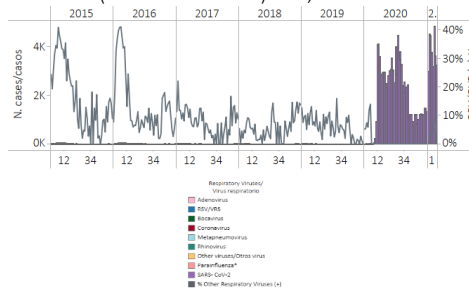 2015 2016 2017 2018 2019 2020 2.
4K
2K
0K
N. cases/casos
40%
30%
20%
10%
0%
12 34 12 34 12 34 12 34 12 34 12 34 1
Respiratory Viruses/
Virus respiratorio
Adenovirus
RSV/VRS
Bocavirus
Coronavirus
Metapneumovirus
Rhinovirus
Other viruses/Otros virus
Parainfluenza*
SARS- CoV-2
% Other Respiratory Viruses (+)